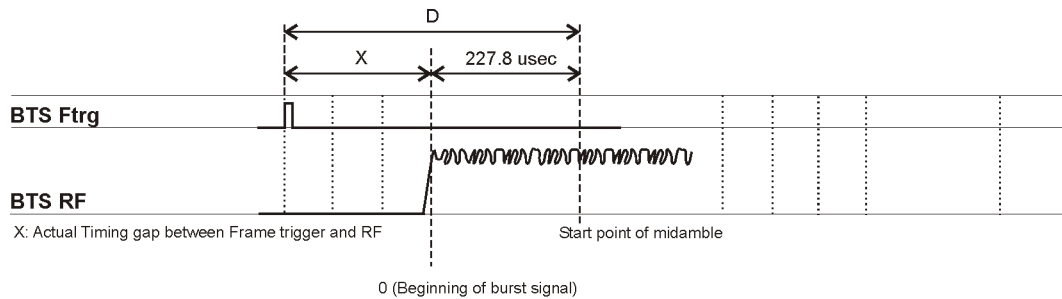 D
X
227.8 usec
BTS Ftrg
BTS RF
X: Actual Timing gap between Frame trigger and RF
Start point of midamble
0 (Beginning of burst signal)